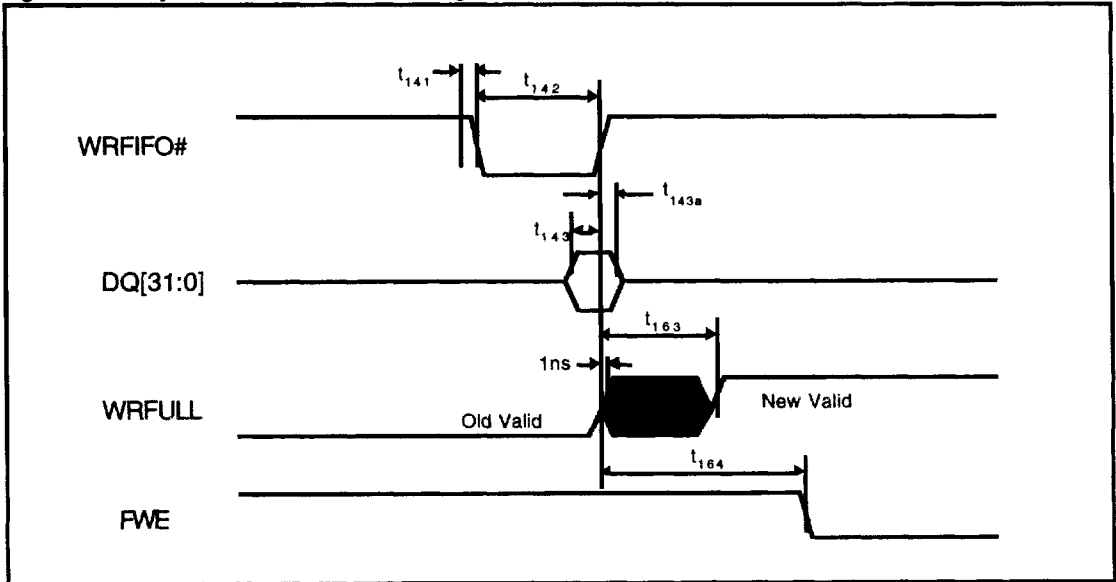 t141
t142
WRFIFO#
t143a
t143
DQ[31:0]
t163
1ns
WRFULL
Old Valid
New Valid
t164
FWE